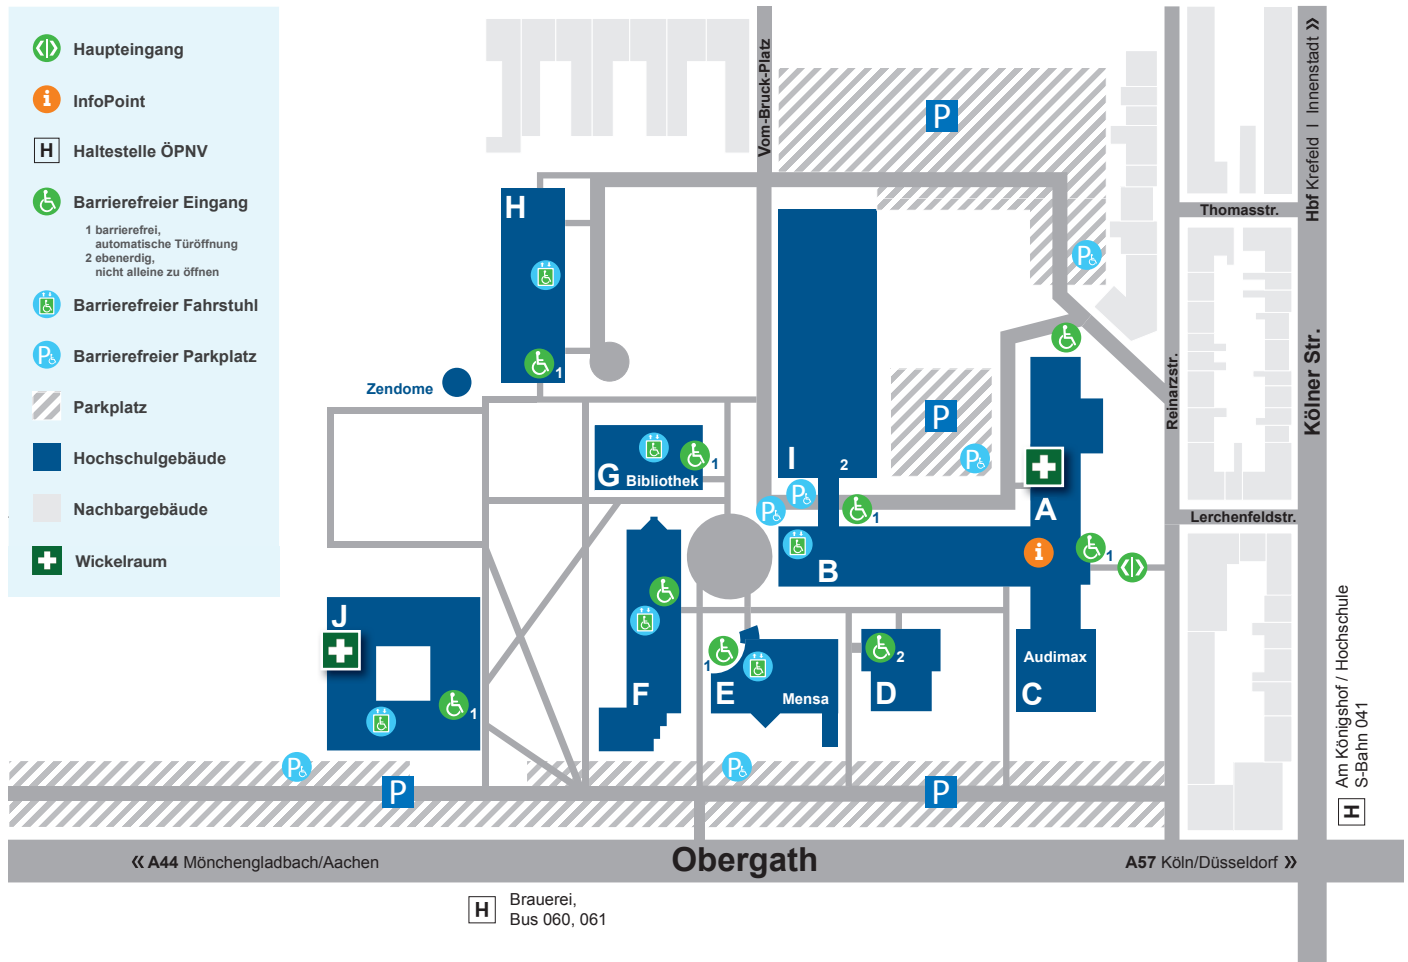 Haupteingang
i
InfoPoint
H
Haltestelle ÖPNV
Barrierefreier Eingang
1 barrierefrei,
automatische Türöffnung
2 ebenerdig,
nicht alleine zu öffnen
Barrierefreier Fahrstuhl
P
Barrierefreier Parkplatz
Parkplatz
Hochschulgebäude
Nachbargebäude
Wickelraum
Vom-Bruck-Platz
P
Hbf Krefeld I Innenstadt »
Thomasstr.
H
P
1
Zendome
Reinarzstr.
Kölner Str.
P
P
I
2
G Bibliothek
1
P
P
1
A
Lerchenfeldstr.
B
i
1
J
1
F
1
E
Mensa
2
D
Audimax
C
1
P
P
P
P
H
Am Königshof / Hochschule
S-Bahn 041
« A44 Mönchengladbach/Aachen
Obergath
A57 Köln/Düsseldorf »
H
Brauerei,
Bus 060, 061